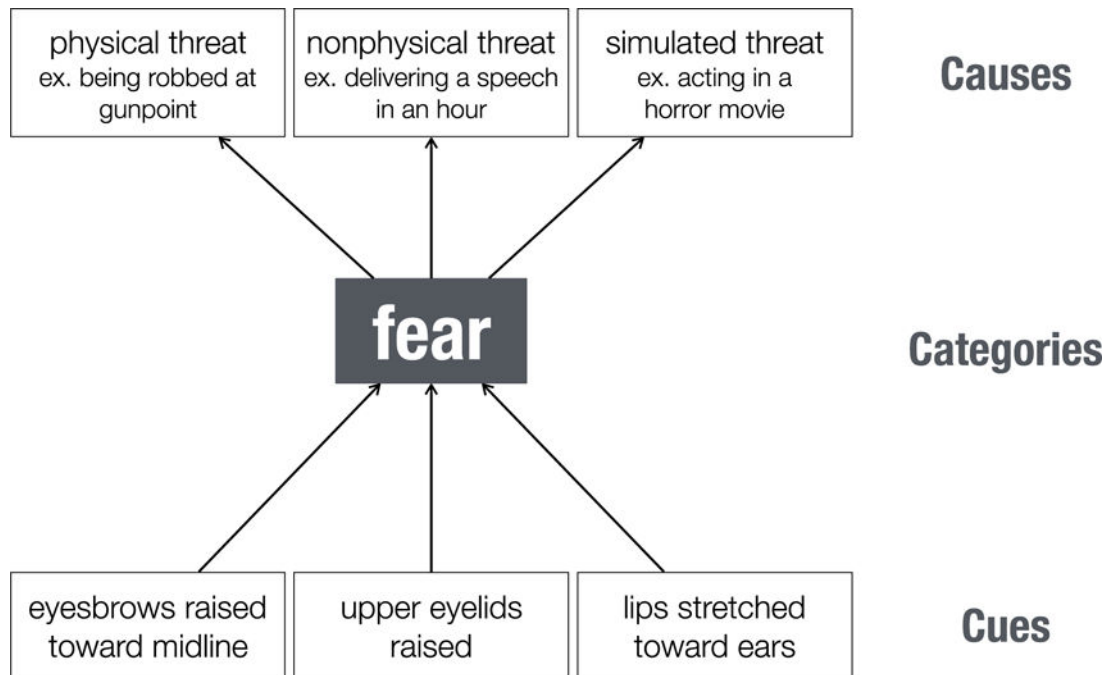 physical threat
ex. being robbed at
gunpoint
nonphysical threat
ex. delivering a speech
in an hour
simulated threat
ex. acting in a
horror movie
Causes
fear
Categories
eyesbrows raised
toward midline
upper eyelids
raised
lips stretched
toward ears
Cues